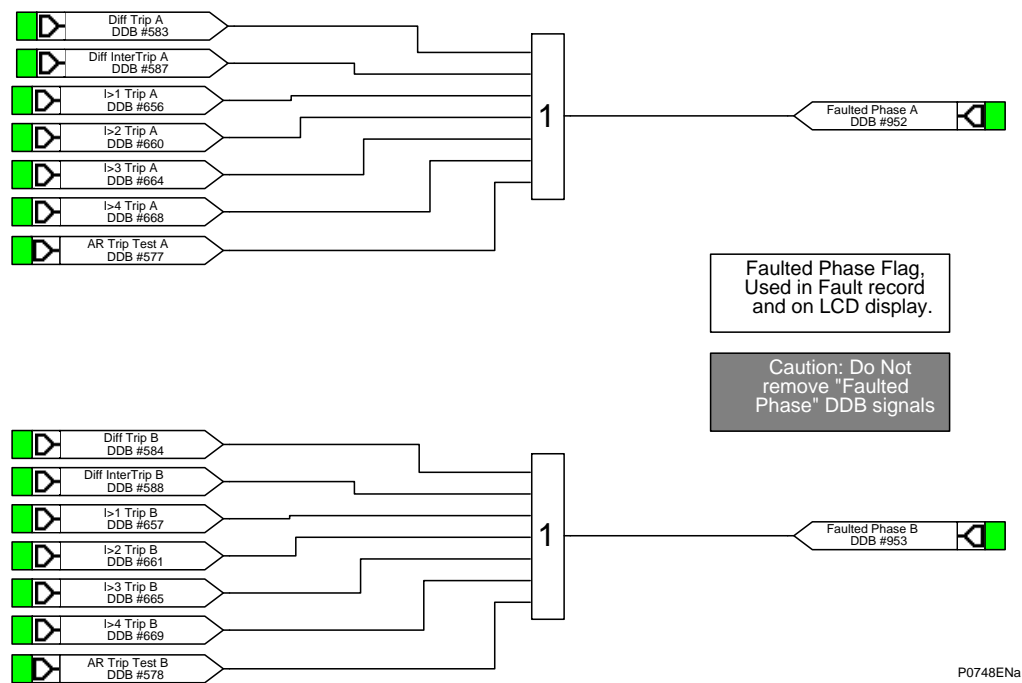 Diff Trip A
DDB #583
Diff InterTrip A
DDB #587
I>1 Trip A
DDB #656
I>2 Trip A
DDB #660
I>3 Trip A
DDB #664
I>4 Trip A
DDB #668
AR Trip Test A
DDB #577
1
Faulted Phase A
DDB #952
Faulted Phase Flag,
Used in Fault record
and on LCD display.
Caution: Do Not
remove "Faulted
Phase" DDB signals
Diff Trip B
DDB #584
Diff InterTrip B
DDB #588
I>1 Trip B
DDB #657
I>2 Trip B
DDB #661
I>3 Trip B
DDB #665
I>4 Trip B
DDB #669
AR Trip Test B
DDB #578
1
Faulted Phase B
DDB #953
P0748ENa